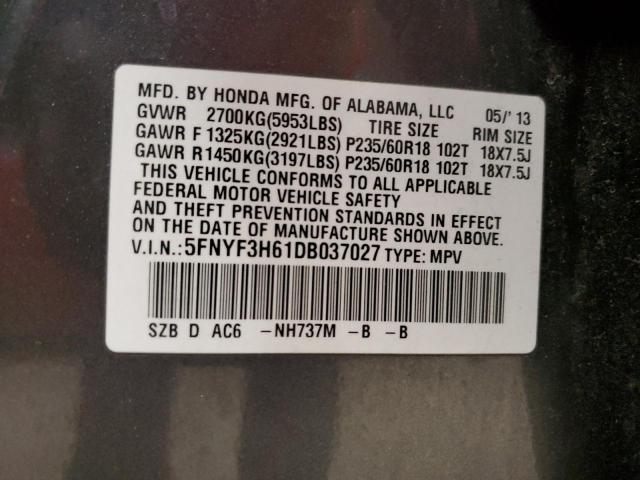 MFD. BY HONDA MFG. OF ALABAMA, LLC 05/'13
GVWR 2700KG(5953LBS) TIRE SIZE RIM SIZE
GAWR F 1325KG(2921LBS) P235/60R18 102T 18X7.5J
GAWR R 1450KG(3197LBS) P235/60R18 102T 18X7.5J
THIS VEHICLE CONFORMS TO ALL APPLICABLE
FEDERAL MOTOR VEHICLE SAFETY
AND THEFT PREVENTION STANDARDS IN EFFECT
ON THE DATE OF MANUFACTURE SHOWN ABOVE.
V.I.N.:5FNYF3H61DB037027 TYPE: MPV
SZB D AC6 -NH737M -B -B